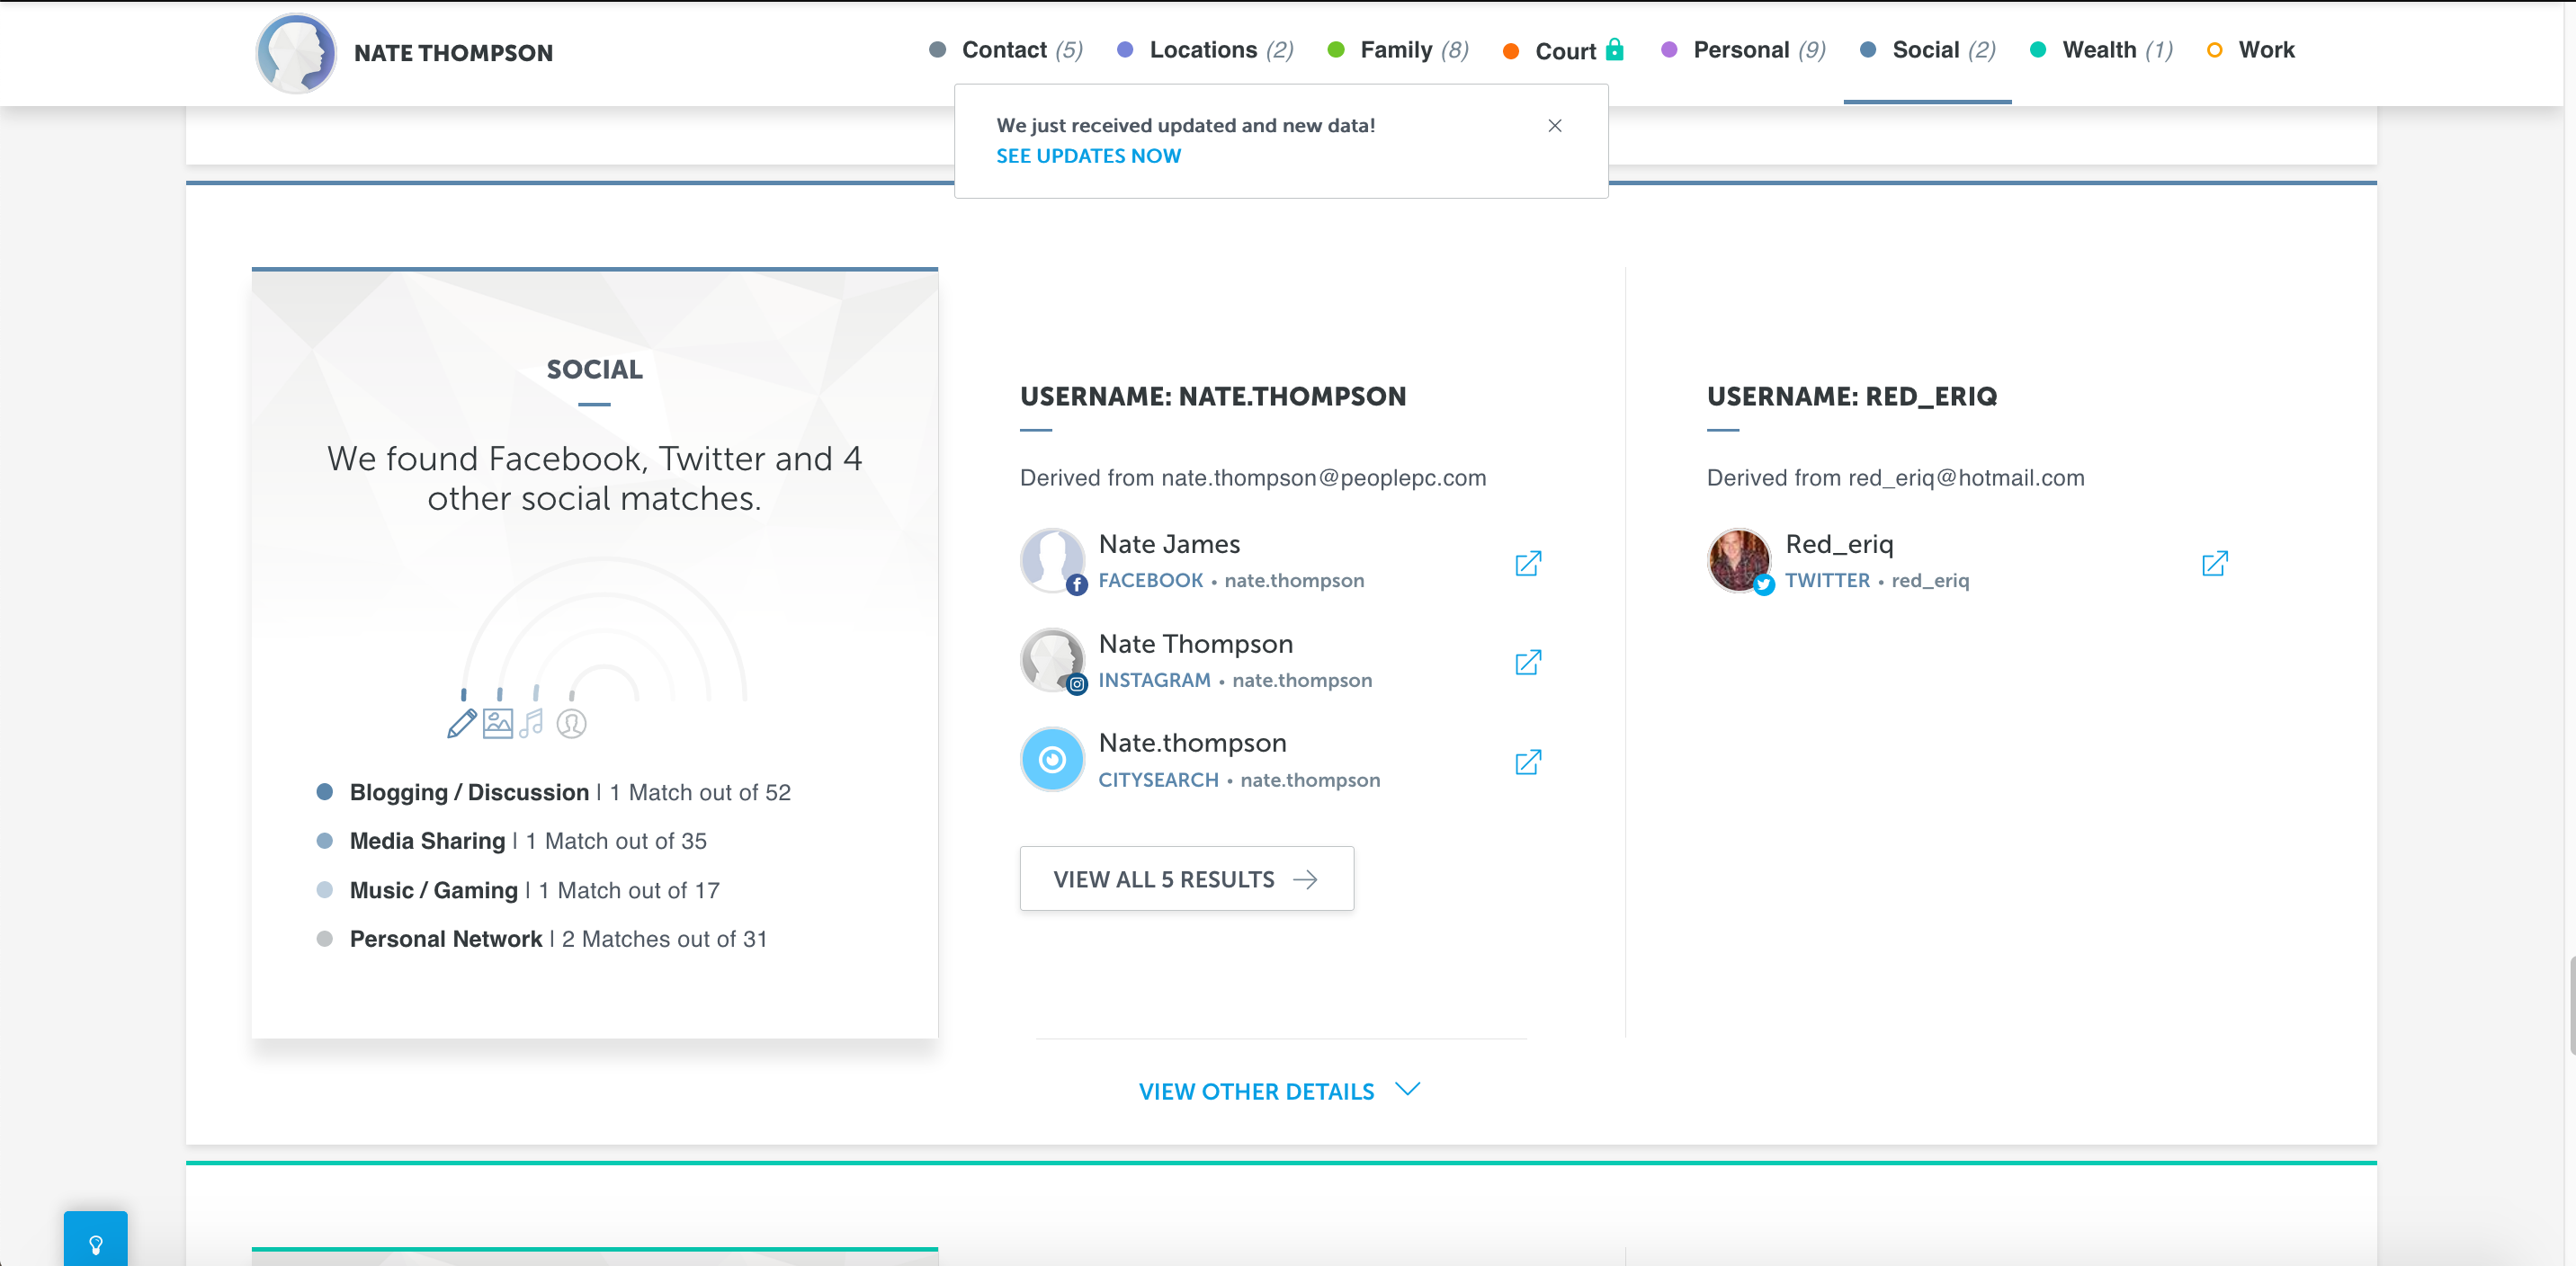 NATE THOMPSON
Contact (5)
Locations (2)
Family (8)
Court
Personal (9)
Social (2)
Wealth (1)
Work
We just received updated and new data!
SEE UPDATES NOW
SOCIAL
We found Facebook, Twitter and 4
other social matches.
Blogging / Discussion | 1 Match out of 52
Media Sharing | 1 Match out of 35
Music / Gaming | 1 Match out of 17
Personal Network | 2 Matches out of 31
USERNAME: NATE.THOMPSON
Derived from nate.thompson@peoplepc.com
Nate James
FACEBOOK • nate.thompson
Nate Thompson
INSTAGRAM • nate.thompson
Nate.thompson
CITYSEARCH • nate.thompson
VIEW ALL 5 RESULTS
USERNAME: RED_ERIQ
Derived from red_eriq@hotmail.com
Red_eriq
TWITTER • red_eriq
VIEW OTHER DETAILS